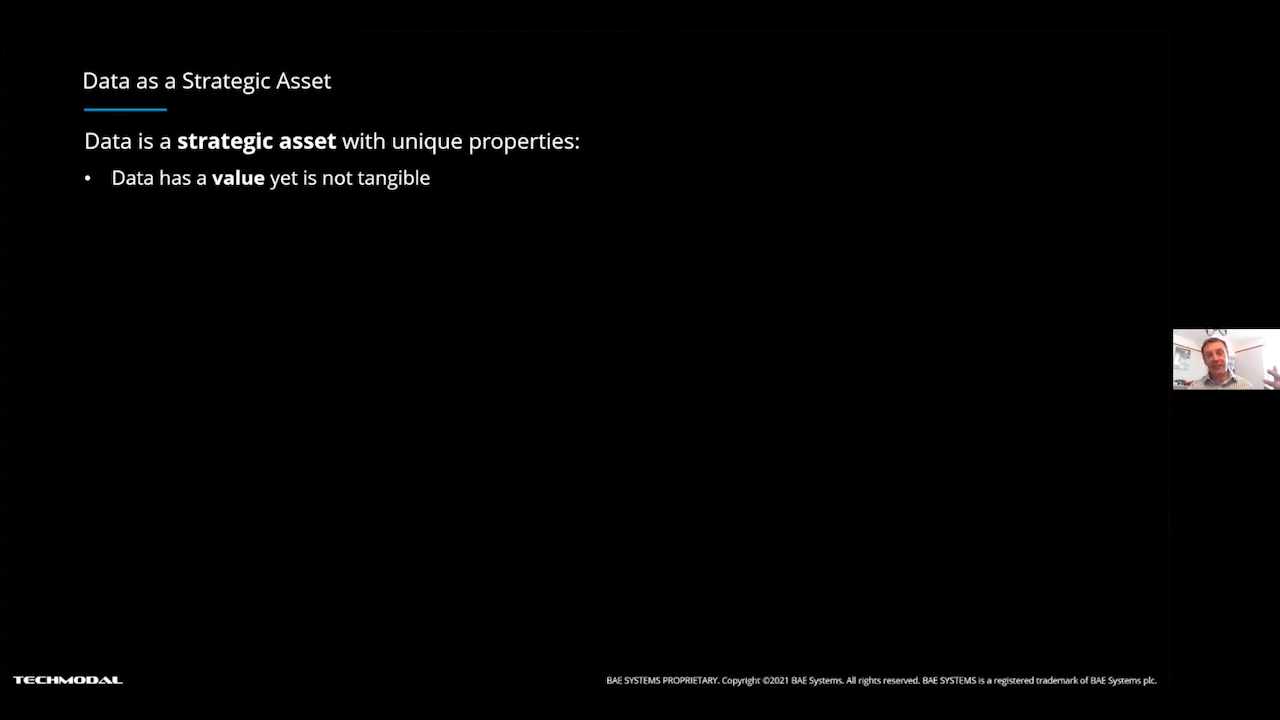 Data as a Strategic Asset
Data is a strategic asset with unique properties:
• Data has a value yet is not tangible
TECHMODAL
BAE SYSTEMS PROPRIETARY. Copyright ©2021 BAE Systems. All rights reserved. BAE SYSTEMS is a registered trademark of BAE Systems plc.